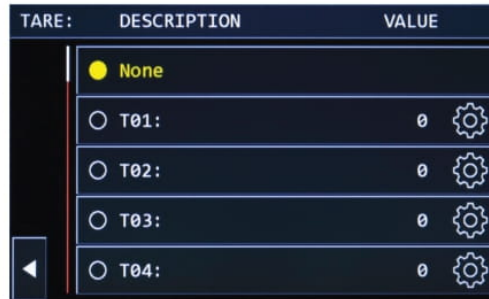 TARE: DESCRIPTION VALUE
None
T01: 0
T02: 0
T03: 0
T04: 0